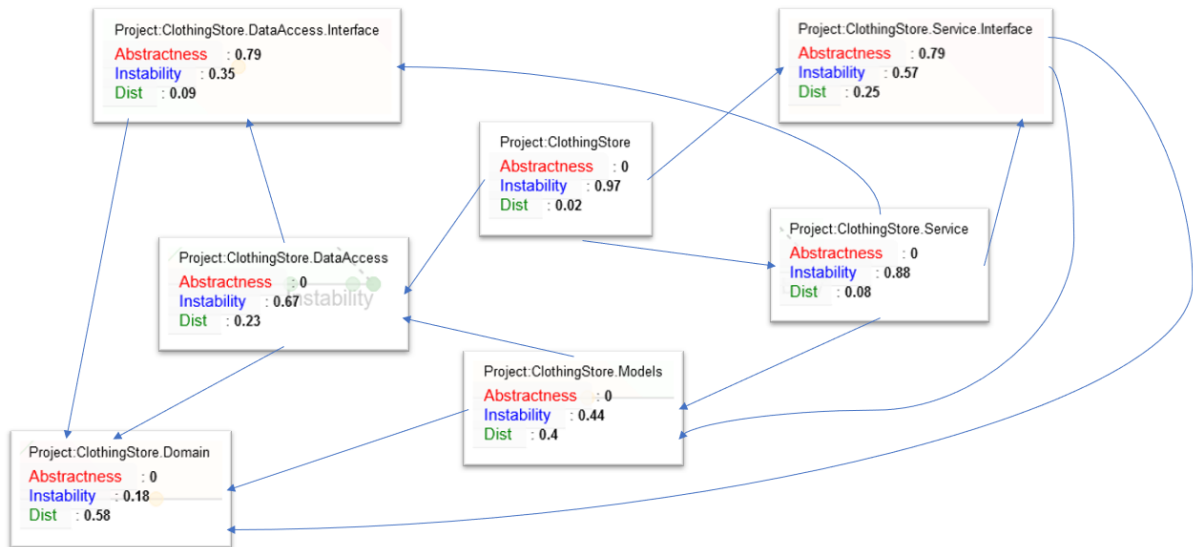 Project:ClothingStore.DataAccess.Interface
Abstractness : 0.79
Instability : 0.35
Dist : 0.09
Project:ClothingStore.Service.Interface
Abstractness : 0.79
Instability : 0.57
Dist : 0.25
Project:ClothingStore
Abstractness : 0
Instability : 0.97
Dist : 0.02
Project:ClothingStore.Service
Abstractness : 0
Instability : 0.88
Dist : 0.08
Project:ClothingStore.DataAccess
Abstractness : 0
Instability : 0.67
Instability
Dist : 0.23
Project:ClothingStore.Models
Abstractness : 0
Instability : 0.44
Dist : 0.4
Project:ClothingStore.Domain
Abstractness : 0
Instability : 0.18
Dist : 0.58